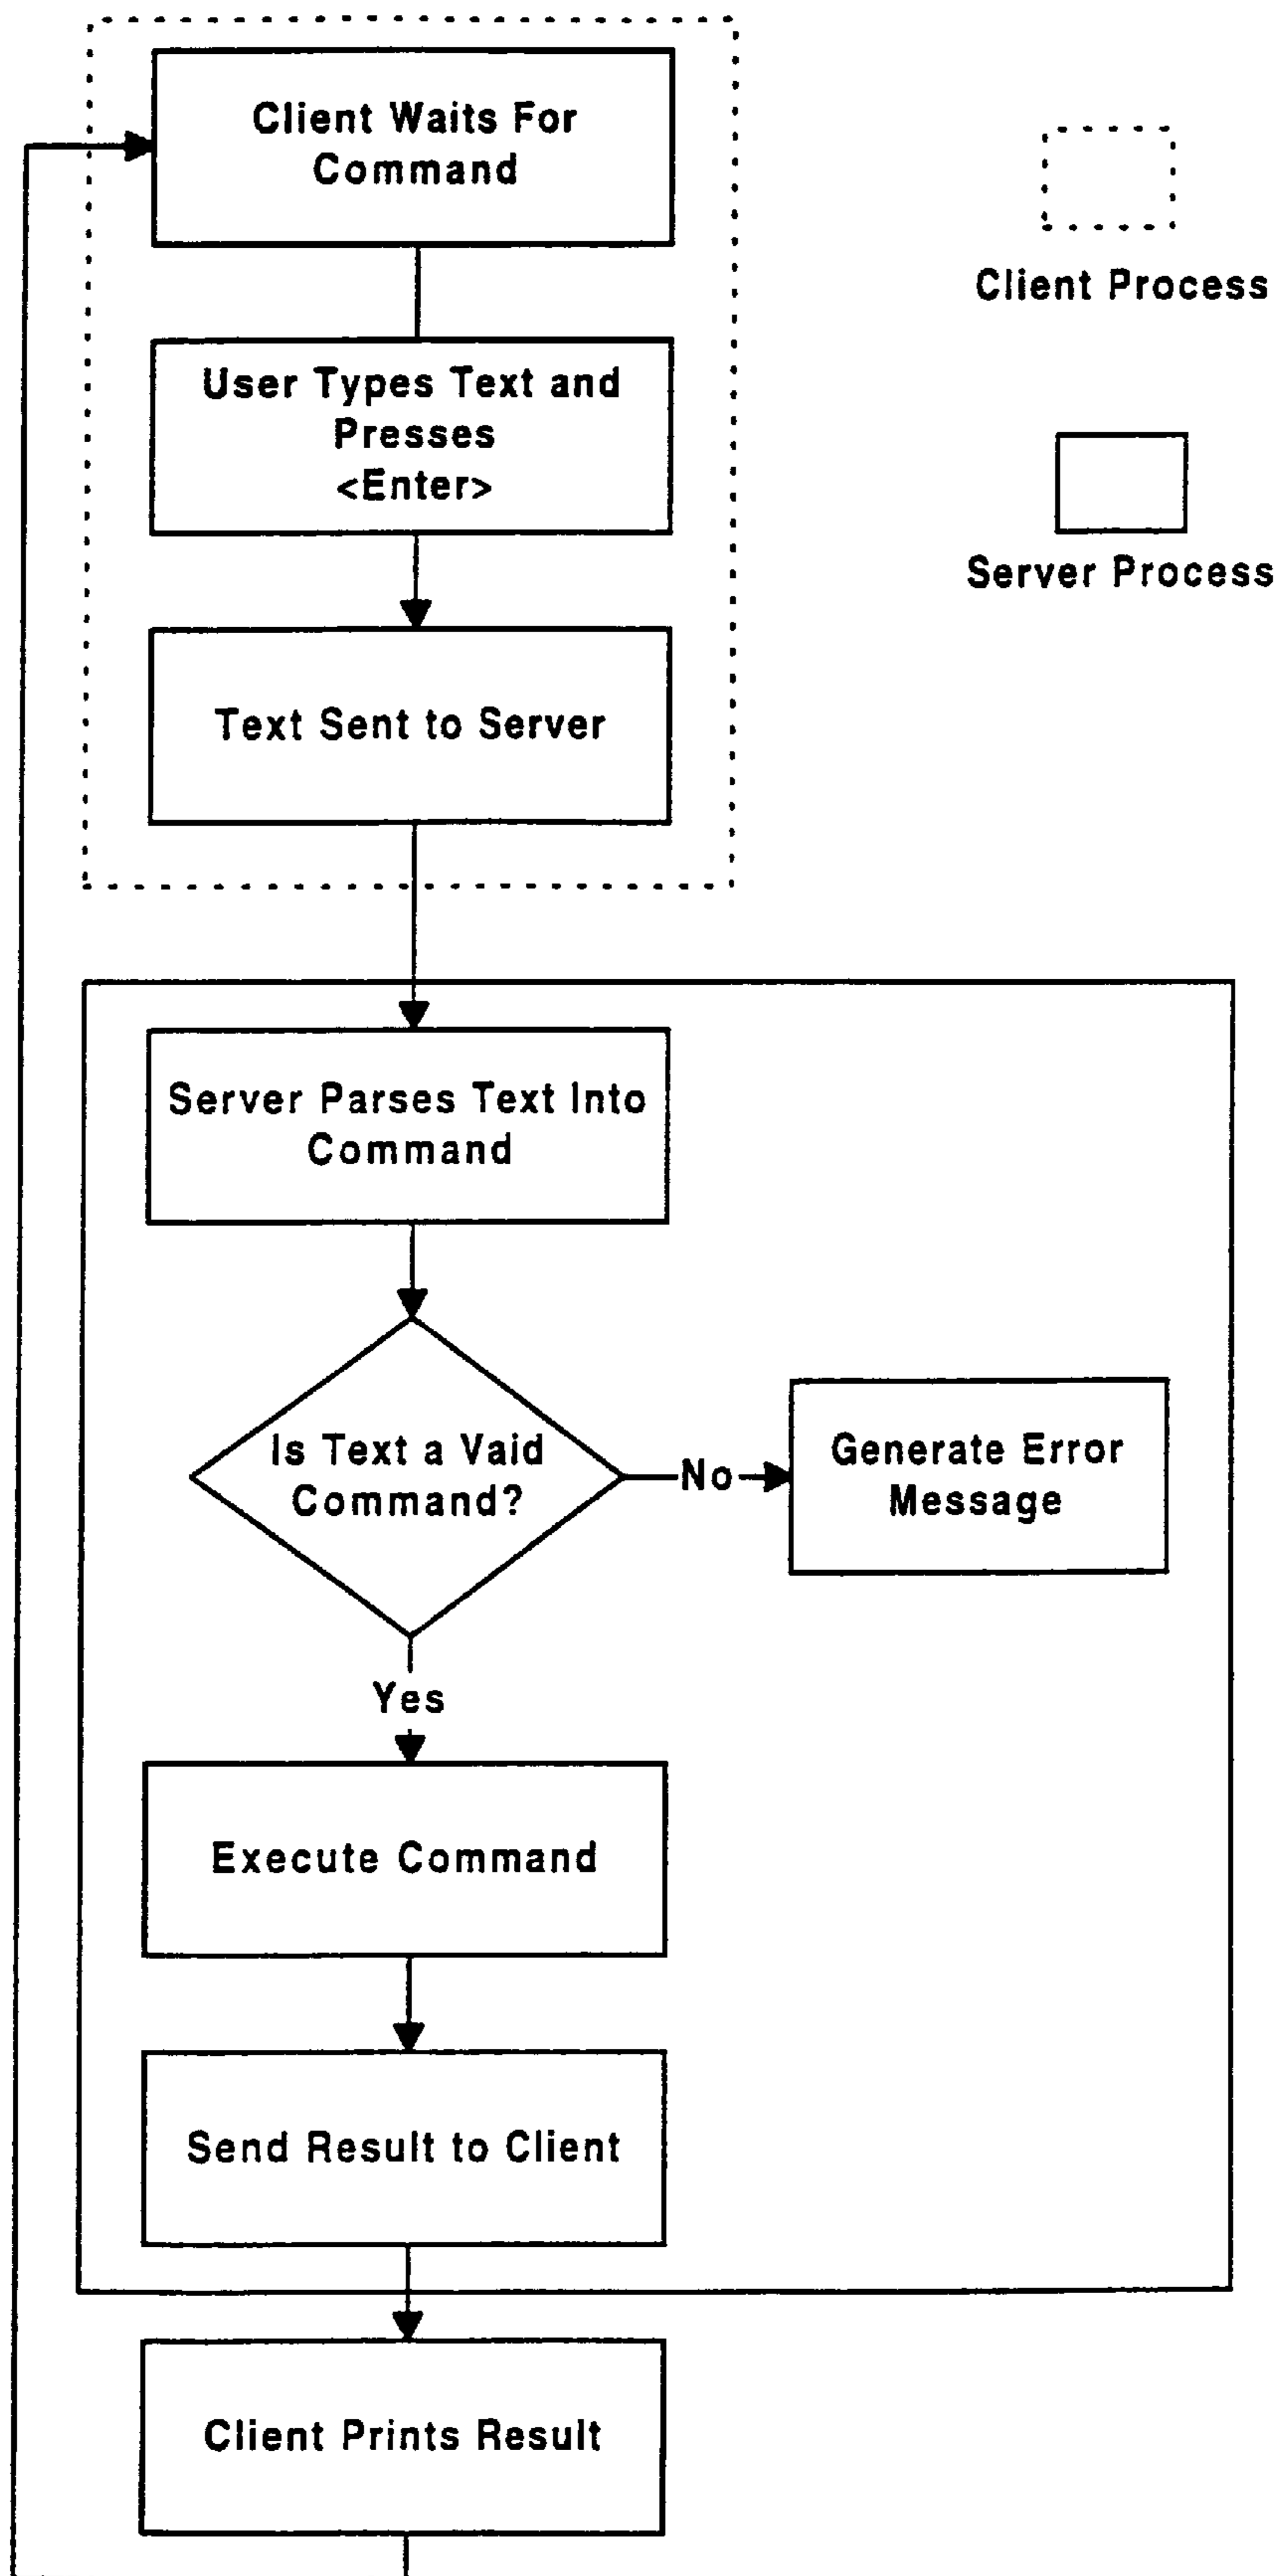 Client Waits For
Command
Client Process
User Types Text and
Presses
<Enter>
Server Process
Text Sent to Server
Server Parses Text Into
Command
Is Text a Vaid
Command?
No
Generate Error
Message
Yes
Execute Command
Send Result to Client
Client Prints Result